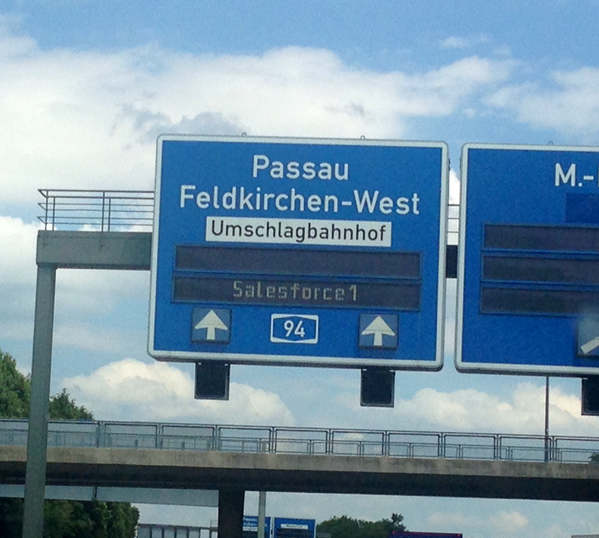 Passau
Feldkirchen-West
Umschlagbahnhof
Salesforce1
94
M.-